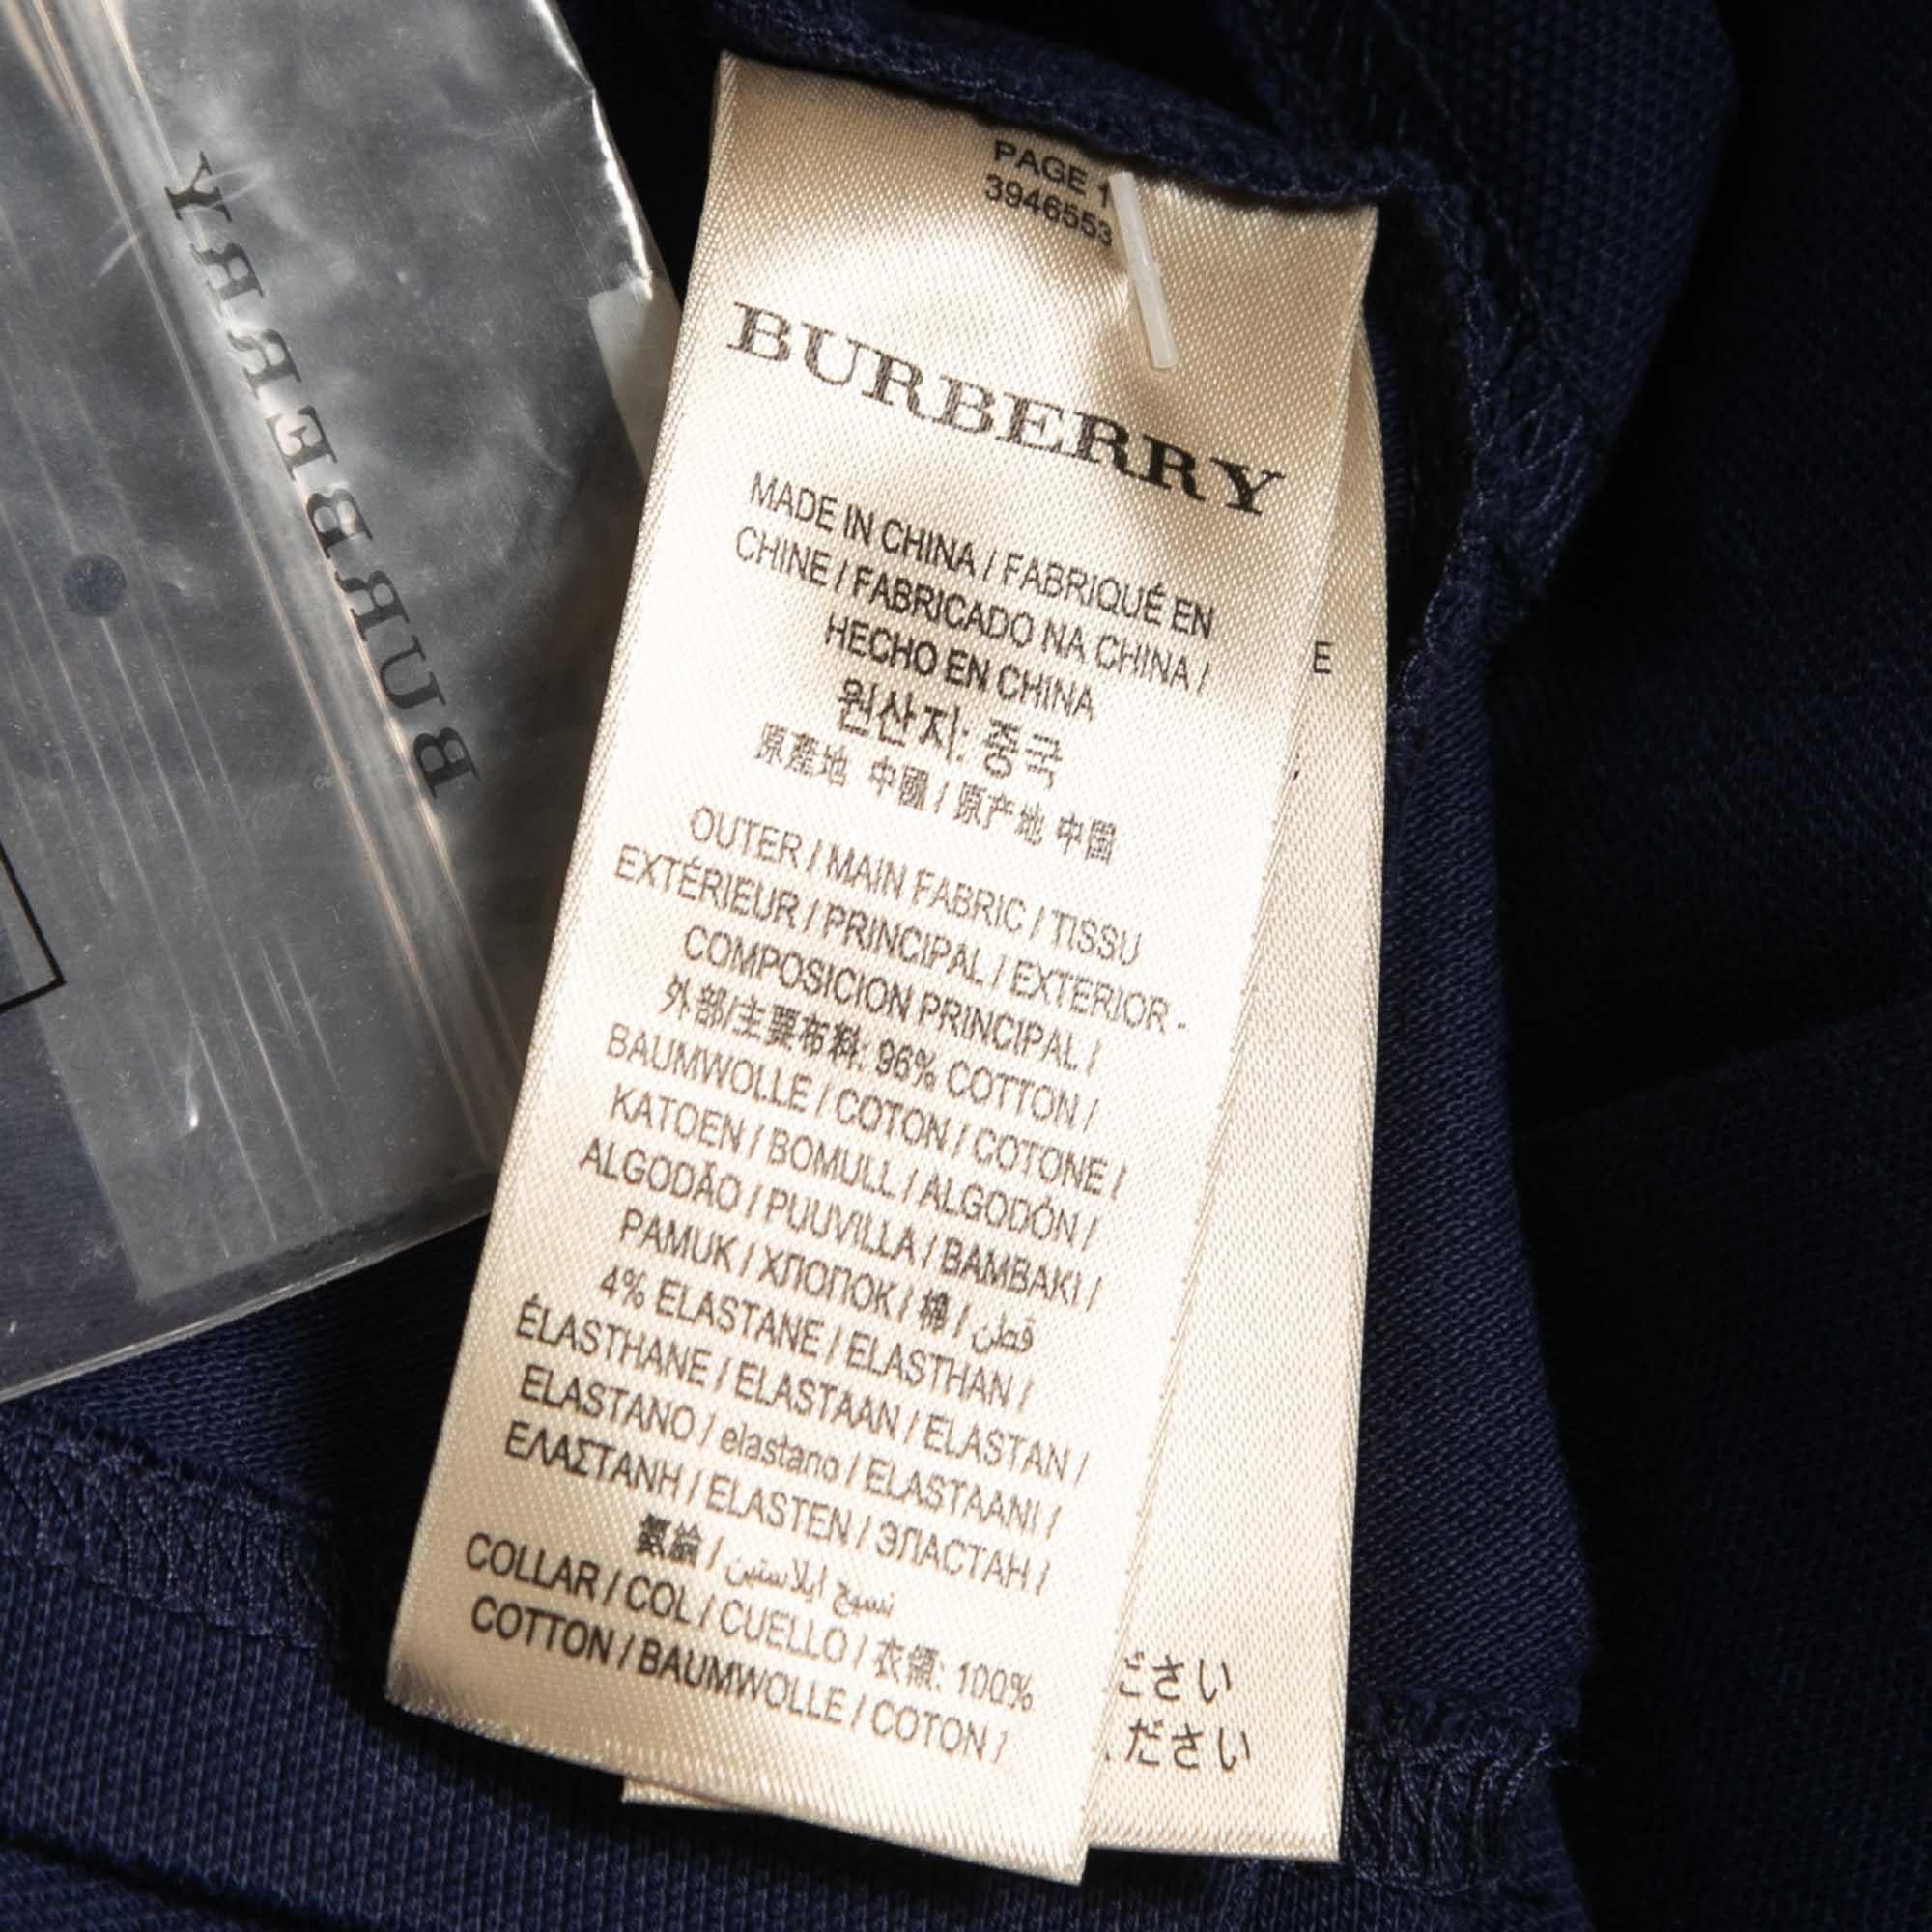 PAGE 1
3946553
BURBERRY
MADE IN CHINA / FABRIQUÉ EN
CHINE / FABRICADO NA CHINA /
HECHO EN CHINA
원산지: 중국
原產地 中國 / 原产地 中国
OUTER / MAIN FABRIC / TISSU
EXTÉRIEUR / PRINCIPAL / EXTERIOR -
COMPOSICION PRINCIPAL /
外部/主要布料: 96% COTTON /
BAUMWOLLE / COTON / COTONE /
KATOEN / BOMULL / ALGODÓN /
ALGODÃO / PUUVILLA / BAMBAKI /
PAMUK / ХЛОПОК / 棉 / قطن
4% ELASTANE / ELASTHAN /
ÉLASTHANE / ELASTAAN / ELASTAN /
ELASTANO / elastano / ELASTAANI /
ΕΛΑΣΤΑΝΗ / ELASTEN / ЭЛАСТАН /
氨綸 / نسيج ايلاستين
COLLAR / COL / CUELLO / 衣領: 100%
COTTON / BAUMWOLLE / COTON /
E
ださい
ください
BURBERRY